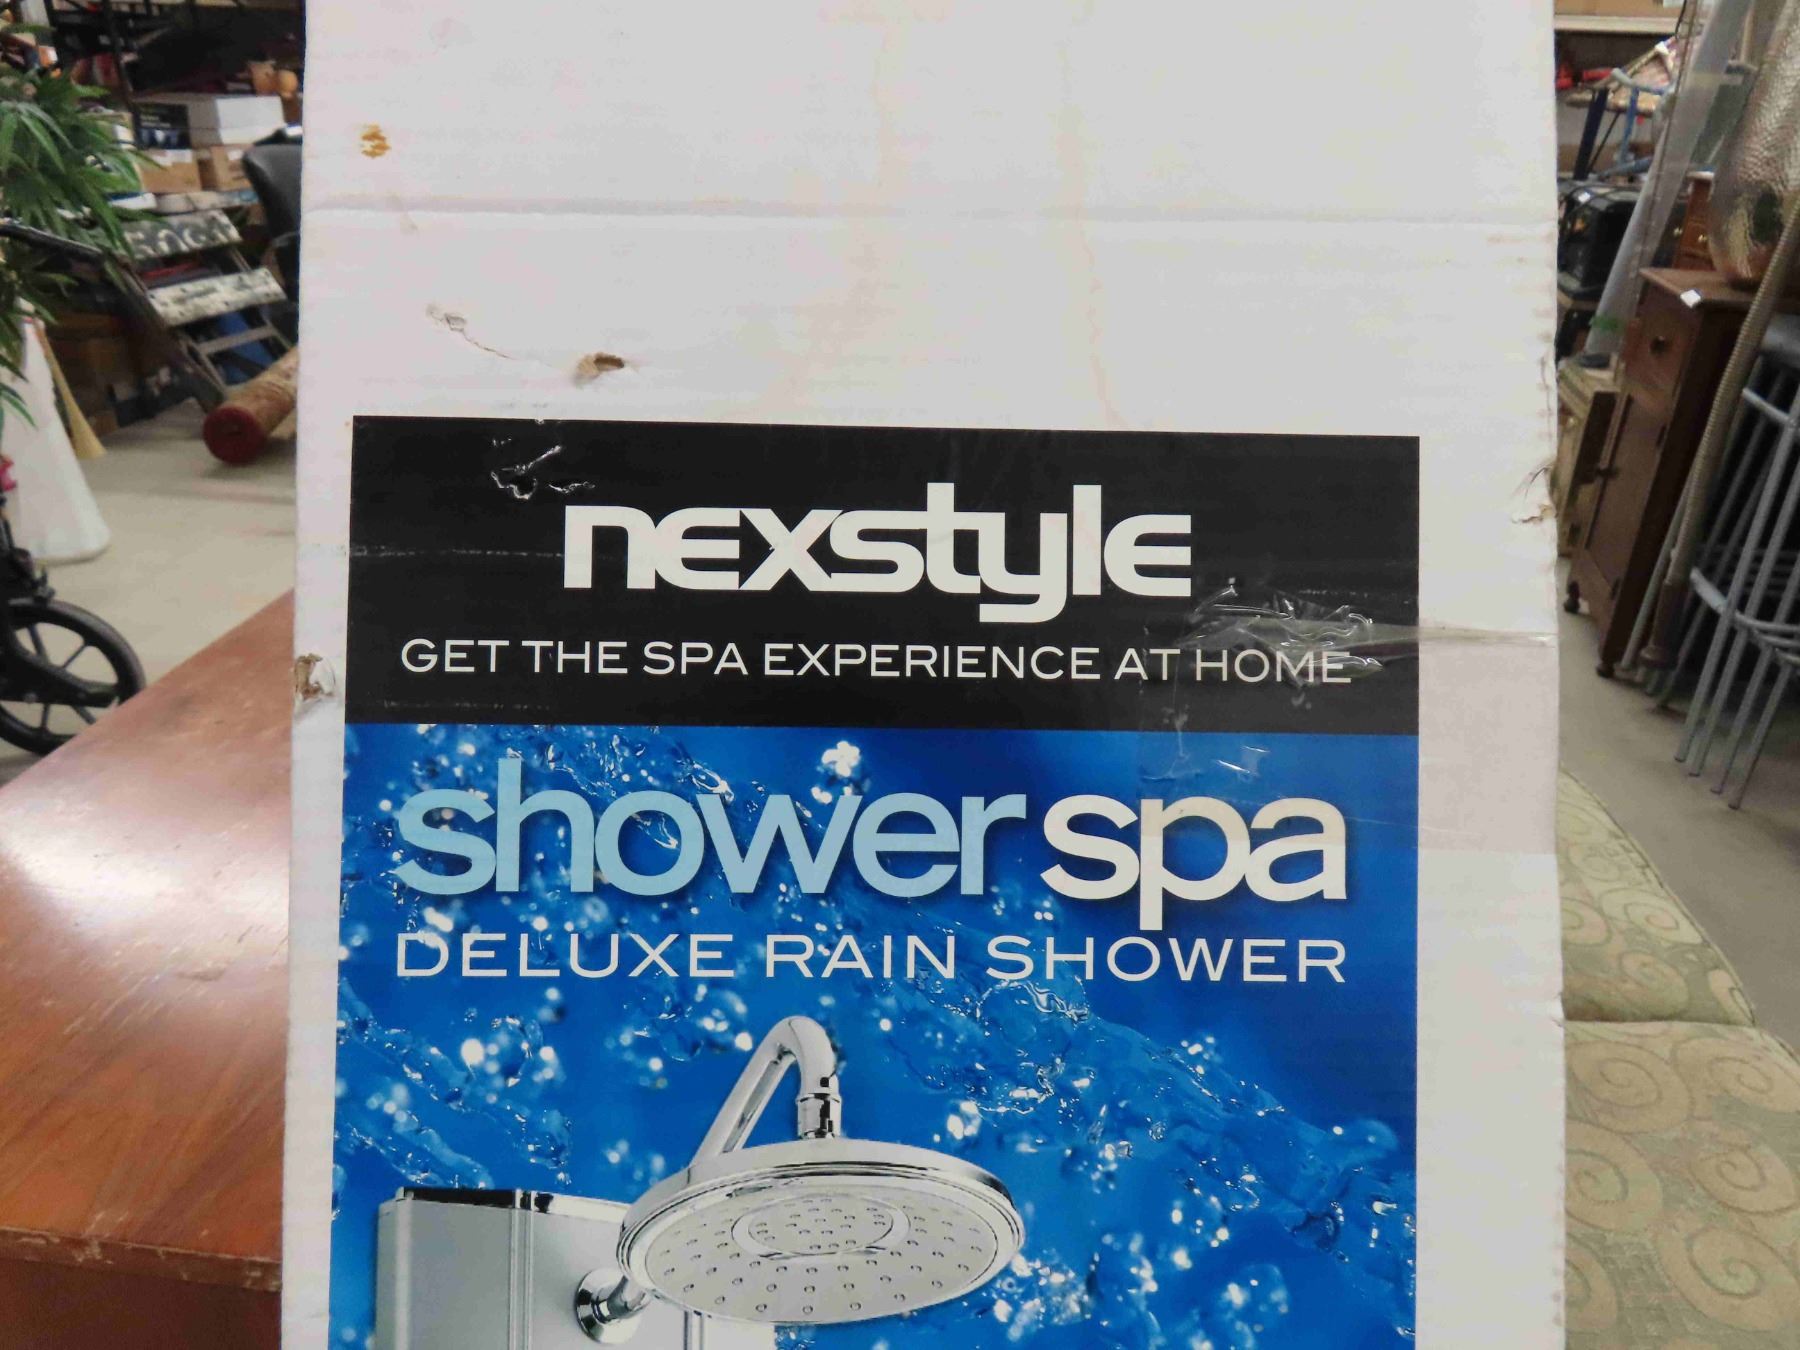 nexstyle
GET THE SPA EXPERIENCE AT HOME
shower spa
DELUXE RAIN SHOWER